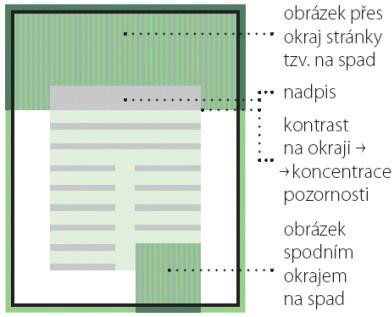 obrázek přes
okraj stránky
tzv. na spad
nadpis
kontrast
na okraji →
→ koncentrace
pozornosti
obrázek
spodním
okrajem
na spad